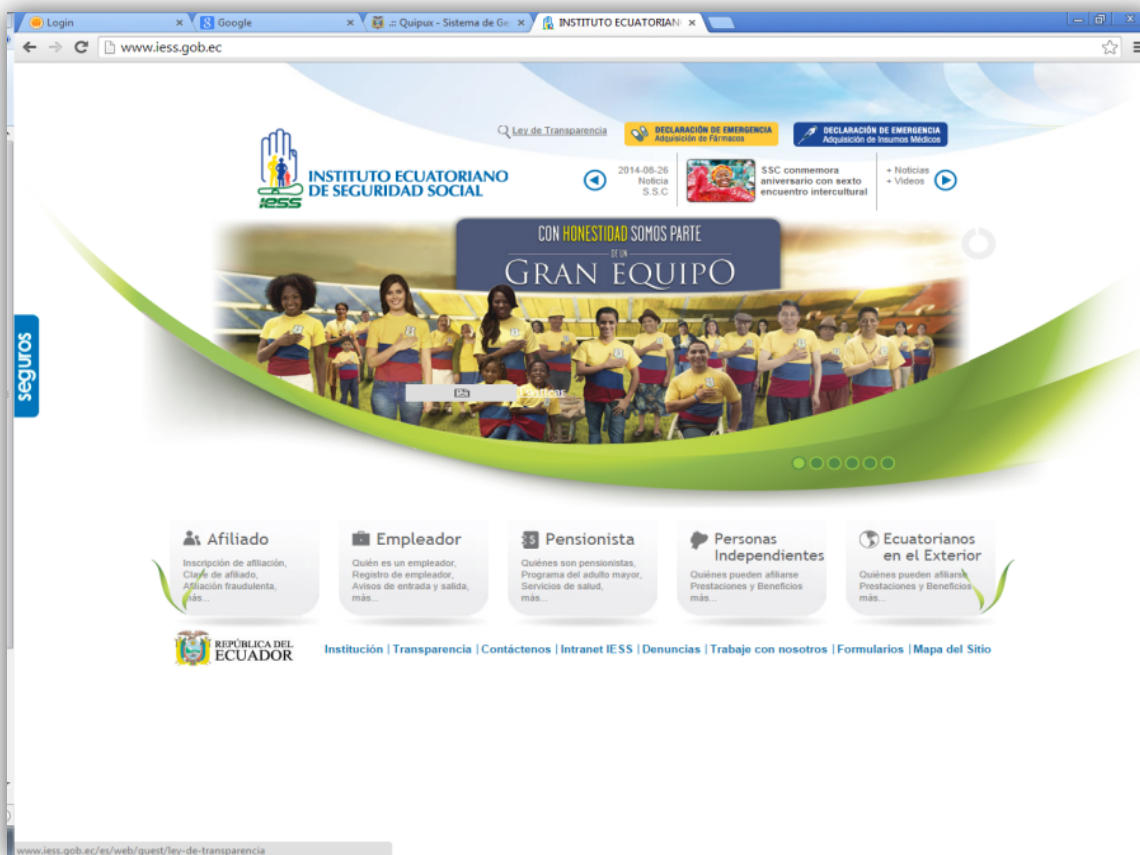 Login
Google
.:: Quipux - Sistema de Ge
INSTITUTO ECUATORIAN
www.iess.gob.ec
Ley de Transparencia
DECLARACIÓN DE EMERGENCIA
Adquisición de Fármacos
DECLARACIÓN DE EMERGENCIA
Adquisición de Insumos Médicos
INSTITUTO ECUATORIANO
DE SEGURIDAD SOCIAL
iess
2014-08-26
Noticia
S.S.C
SSC conmemora
aniversario con sexto
encuentro intercultural
+ Noticias
+ Videos
CON HONESTIDAD SOMOS PARTE
DE UN
GRAN EQUIPO
seguros
Afiliado
Inscripción de afiliación,
Clave de afiliado,
Afiliación fraudulenta,
más...
Empleador
Quién es un empleador,
Registro de empleador,
Avisos de entrada y salida,
más...
Pensionista
Quiénes son pensionistas,
Programa del adulto mayor,
Servicios de salud,
más...
Personas
Independientes
Quiénes pueden afiliarse
Prestaciones y Beneficios
más...
Ecuatorianos
en el Exterior
Quiénes pueden afiliarse
Prestaciones y Beneficios
más...
REPÚBLICA DEL
ECUADOR
Institución | Transparencia | Contáctenos | Intranet IESS | Denuncias | Trabaje con nosotros | Formularios | Mapa del Sitio
www.iess.gob.ec/es/web/guest/ley-de-transparencia